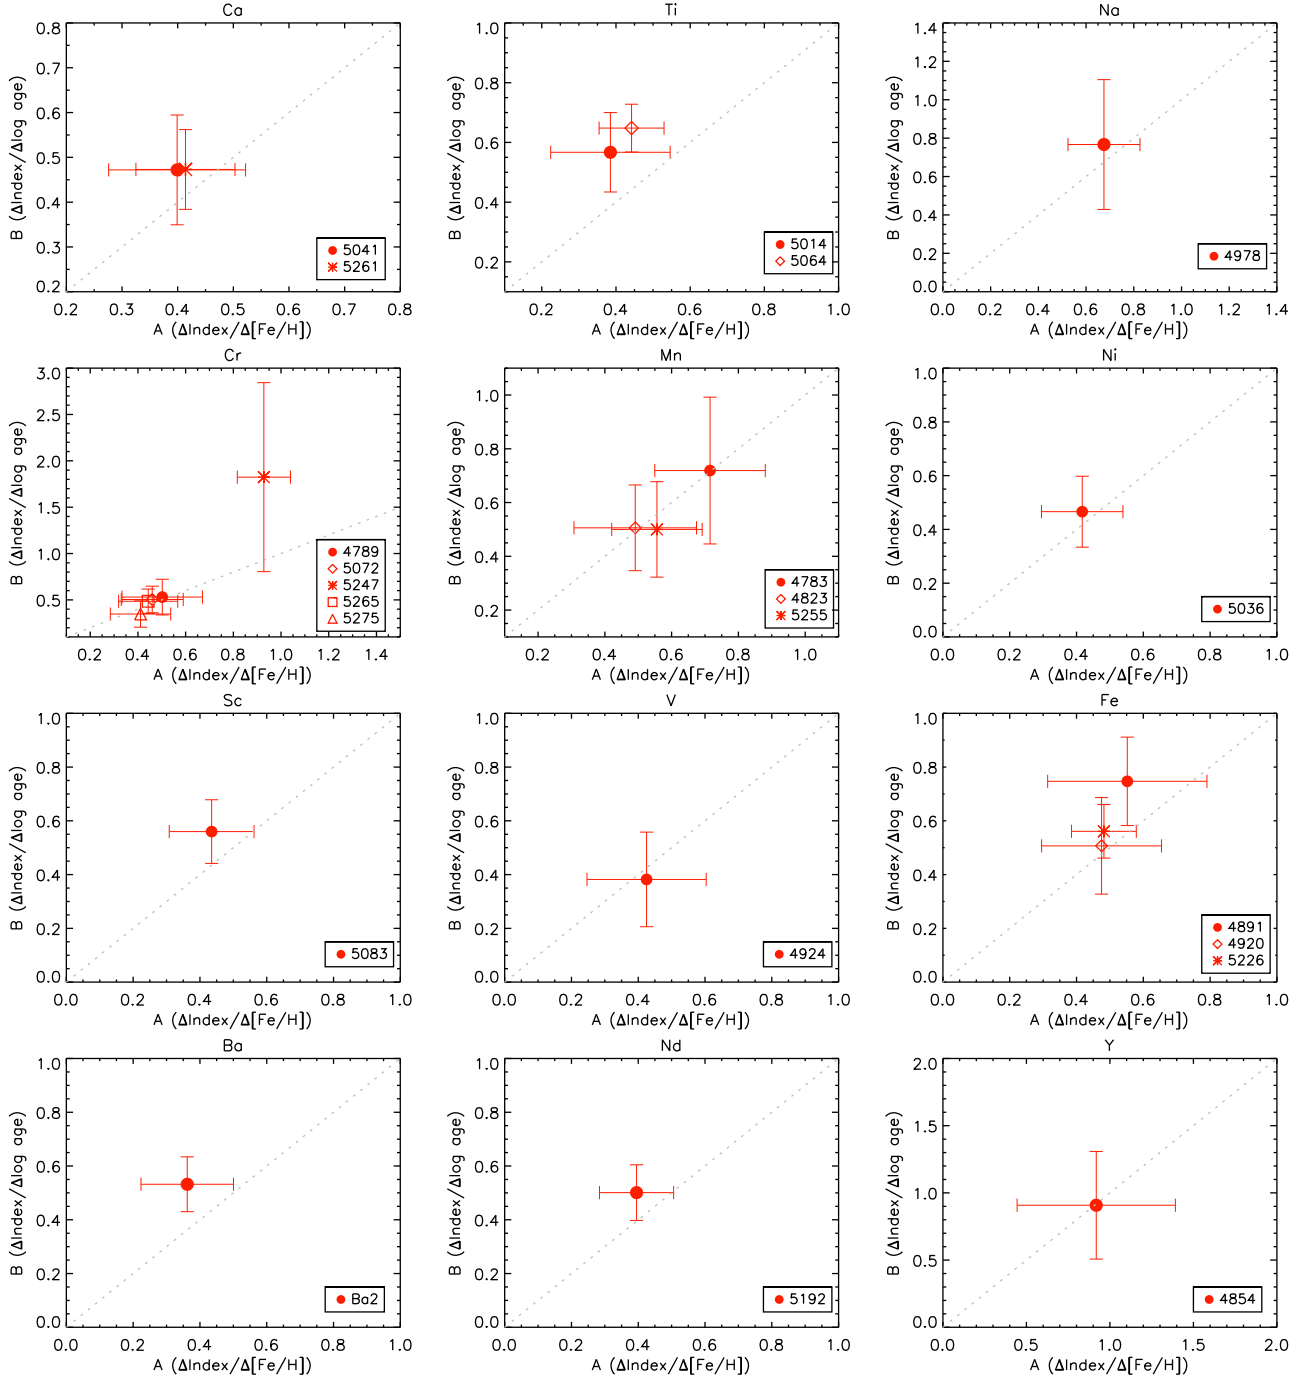 Ca
B (ΔIndex/Δlog age)
0.8
0.7
0.6
0.5
0.4
0.3
0.2
5041
5261
0.2 0.3 0.4 0.5 0.6 0.7 0.8
A (ΔIndex/Δ[Fe/H])
Ti
B (ΔIndex/Δlog age)
1.0
0.8
0.6
0.4
0.2
5014
5064
0.2 0.4 0.6 0.8 1.0
A (ΔIndex/Δ[Fe/H])
Na
B (ΔIndex/Δlog age)
1.4
1.2
1.0
0.8
0.6
0.4
0.2
0.0
4978
0.0 0.2 0.4 0.6 0.8 1.0 1.2 1.4
A (ΔIndex/Δ[Fe/H])
Cr
B (ΔIndex/Δlog age)
3.0
2.5
2.0
1.5
1.0
0.5
4789
5072
5247
5265
5275
0.2 0.4 0.6 0.8 1.0 1.2 1.4
A (ΔIndex/Δ[Fe/H])
Mn
B (ΔIndex/Δlog age)
1.0
0.8
0.6
0.4
0.2
4783
4823
5255
0.2 0.4 0.6 0.8 1.0
A (ΔIndex/Δ[Fe/H])
Ni
B (ΔIndex/Δlog age)
1.0
0.8
0.6
0.4
0.2
0.0
5036
0.0 0.2 0.4 0.6 0.8 1.0
A (ΔIndex/Δ[Fe/H])
Sc
B (ΔIndex/Δlog age)
1.0
0.8
0.6
0.4
0.2
0.0
5083
0.0 0.2 0.4 0.6 0.8 1.0
A (ΔIndex/Δ[Fe/H])
V
B (ΔIndex/Δlog age)
1.0
0.8
0.6
0.4
0.2
0.0
4924
0.0 0.2 0.4 0.6 0.8 1.0
A (ΔIndex/Δ[Fe/H])
Fe
B (ΔIndex/Δlog age)
1.0
0.8
0.6
0.4
0.2
0.0
4891
4920
5226
0.0 0.2 0.4 0.6 0.8 1.0
A (ΔIndex/Δ[Fe/H])
Ba
B (ΔIndex/Δlog age)
1.0
0.8
0.6
0.4
0.2
0.0
Ba2
0.0 0.2 0.4 0.6 0.8 1.0
A (ΔIndex/Δ[Fe/H])
Nd
B (ΔIndex/Δlog age)
1.0
0.8
0.6
0.4
0.2
0.0
5192
0.0 0.2 0.4 0.6 0.8 1.0
A (ΔIndex/Δ[Fe/H])
Y
B (ΔIndex/Δlog age)
2.0
1.5
1.0
0.5
0.0
4854
0.0 0.5 1.0 1.5 2.0
A (ΔIndex/Δ[Fe/H])